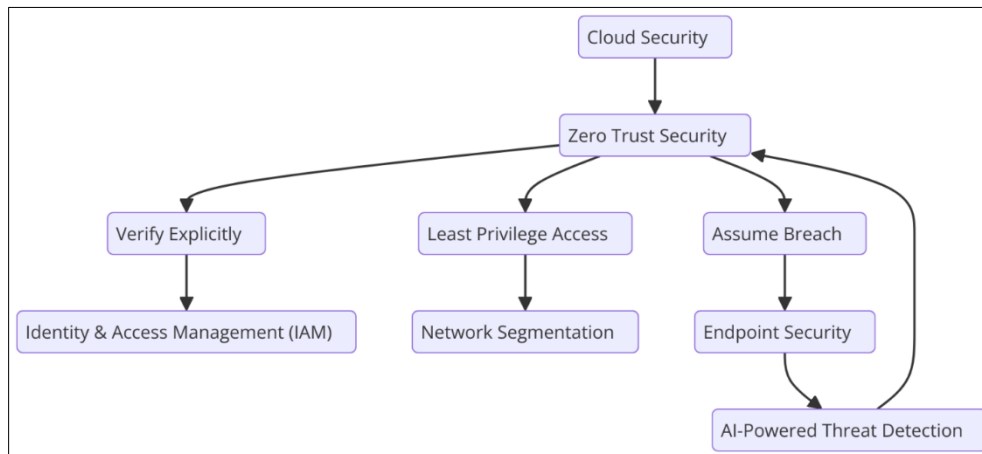 Cloud Security
Zero Trust Security
Verify Explicitly
Least Privilege Access
Assume Breach
Identity & Access Management (IAM)
Network Segmentation
Endpoint Security
AI-Powered Threat Detection